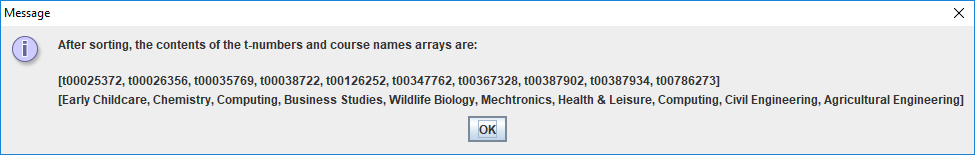 Message
After sorting, the contents of the t-numbers and course names arrays are:
[t00025372, t00026356, t00035769, t00038722, t00126252, t00347762, t00367328, t00387902, t00387934, t00786273]
[Early Childcare, Chemistry, Computing, Business Studies, Wildlife Biology, Mechtronics, Health & Leisure, Computing, Civil Engineering, Agricultural Engineering]
OK